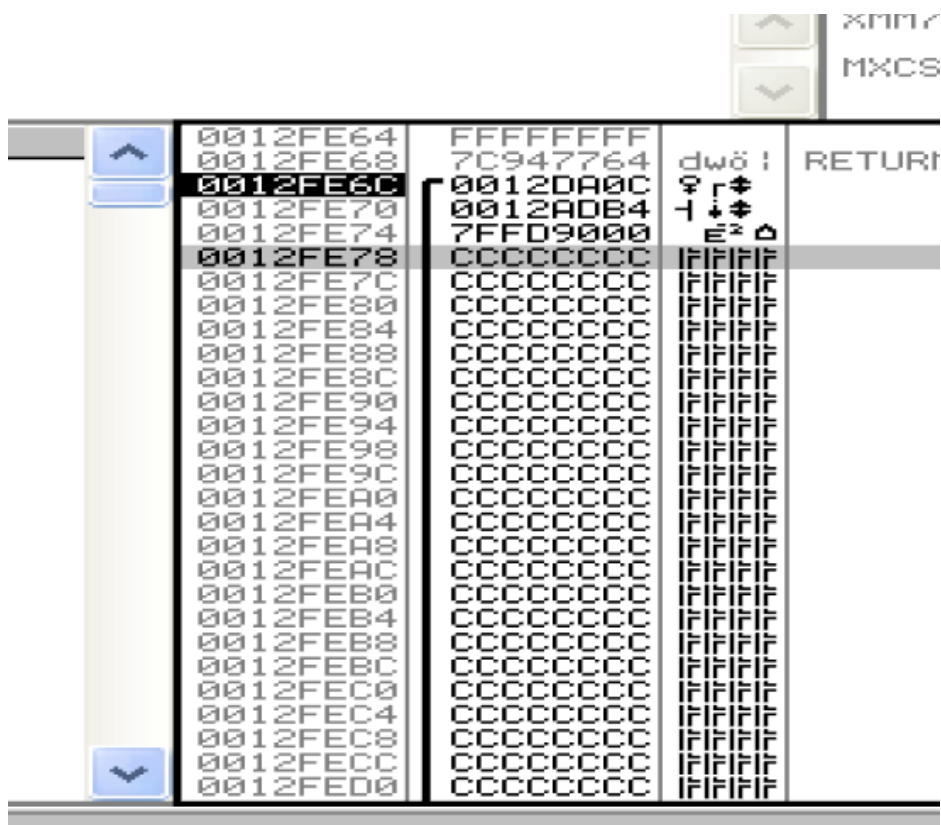 XMM7
MXCS
0012FE64 FFFFFFFF
0012FE68 7C947764 dwö¦ RETURN
0012FE6C 0012DA0C ♀┌‡
0012FE70 0012ADB4 ┤↓‡
0012FE74 7FFD9000 É²⌂
0012FE78 CCCCCCCC ╠╠╠╠
0012FE7C CCCCCCCC ╠╠╠╠
0012FE80 CCCCCCCC ╠╠╠╠
0012FE84 CCCCCCCC ╠╠╠╠
0012FE88 CCCCCCCC ╠╠╠╠
0012FE8C CCCCCCCC ╠╠╠╠
0012FE90 CCCCCCCC ╠╠╠╠
0012FE94 CCCCCCCC ╠╠╠╠
0012FE98 CCCCCCCC ╠╠╠╠
0012FE9C CCCCCCCC ╠╠╠╠
0012FEA0 CCCCCCCC ╠╠╠╠
0012FEA4 CCCCCCCC ╠╠╠╠
0012FEA8 CCCCCCCC ╠╠╠╠
0012FEAC CCCCCCCC ╠╠╠╠
0012FEB0 CCCCCCCC ╠╠╠╠
0012FEB4 CCCCCCCC ╠╠╠╠
0012FEB8 CCCCCCCC ╠╠╠╠
0012FEBC CCCCCCCC ╠╠╠╠
0012FEC0 CCCCCCCC ╠╠╠╠
0012FEC4 CCCCCCCC ╠╠╠╠
0012FEC8 CCCCCCCC ╠╠╠╠
0012FECC CCCCCCCC ╠╠╠╠
0012FED0 CCCCCCCC ╠╠╠╠